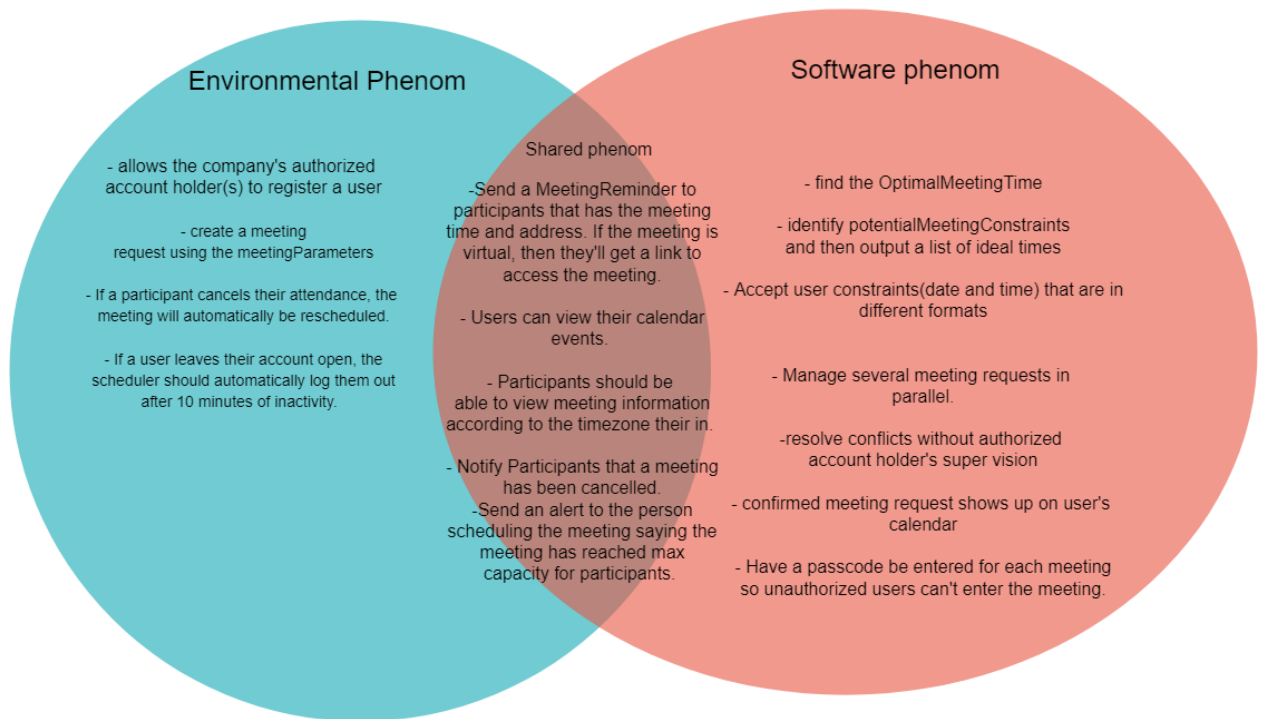 Environmental Phenom
- allows the company's authorized
account holder(s) to register a user
- create a meeting
request using the meetingParameters
- If a participant cancels their attendance, the
meeting will automatically be rescheduled.
- If a user leaves their account open, the
scheduler should automatically log them out
after 10 minutes of inactivity.
Shared phenom
-Send a MeetingReminder to
participants that has the meeting
time and address. If the meeting is
virtual, then they'll get a link to
access the meeting.
- Users can view their calendar
events.
- Participants should be
able to view meeting information
according to the timezone their in.
- Notify Participants that a meeting
has been cancelled.
-Send an alert to the person
scheduling the meeting saying the
meeting has reached max
capacity for participants.
Software phenom
- find the OptimalMeetingTime
- identify potentialMeetingConstraints
and then output a list of ideal times
- Accept user constraints(date and time) that are in
different formats
- Manage several meeting requests in
parallel.
-resolve conflicts without authorized
account holder's super vision
- confirmed meeting request shows up on user's
calendar
- Have a passcode be entered for each meeting
so unauthorized users can't enter the meeting.